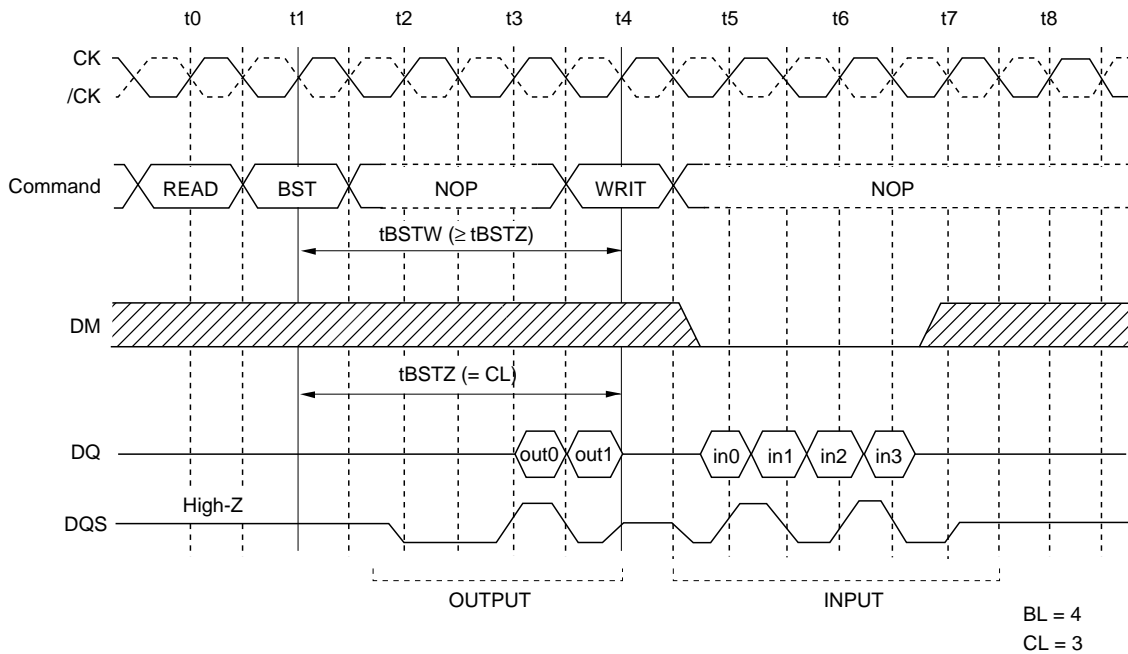 t0 t1 t2 t3 t4 t5 t6 t7 t8
CK
/CK
Command READ BST NOP WRIT NOP
tBSTW (≥ tBSTZ)
DM
tBSTZ (= CL)
DQ out0 out1 in0 in1 in2 in3
High-Z
DQS
OUTPUT INPUT
BL = 4
CL = 3